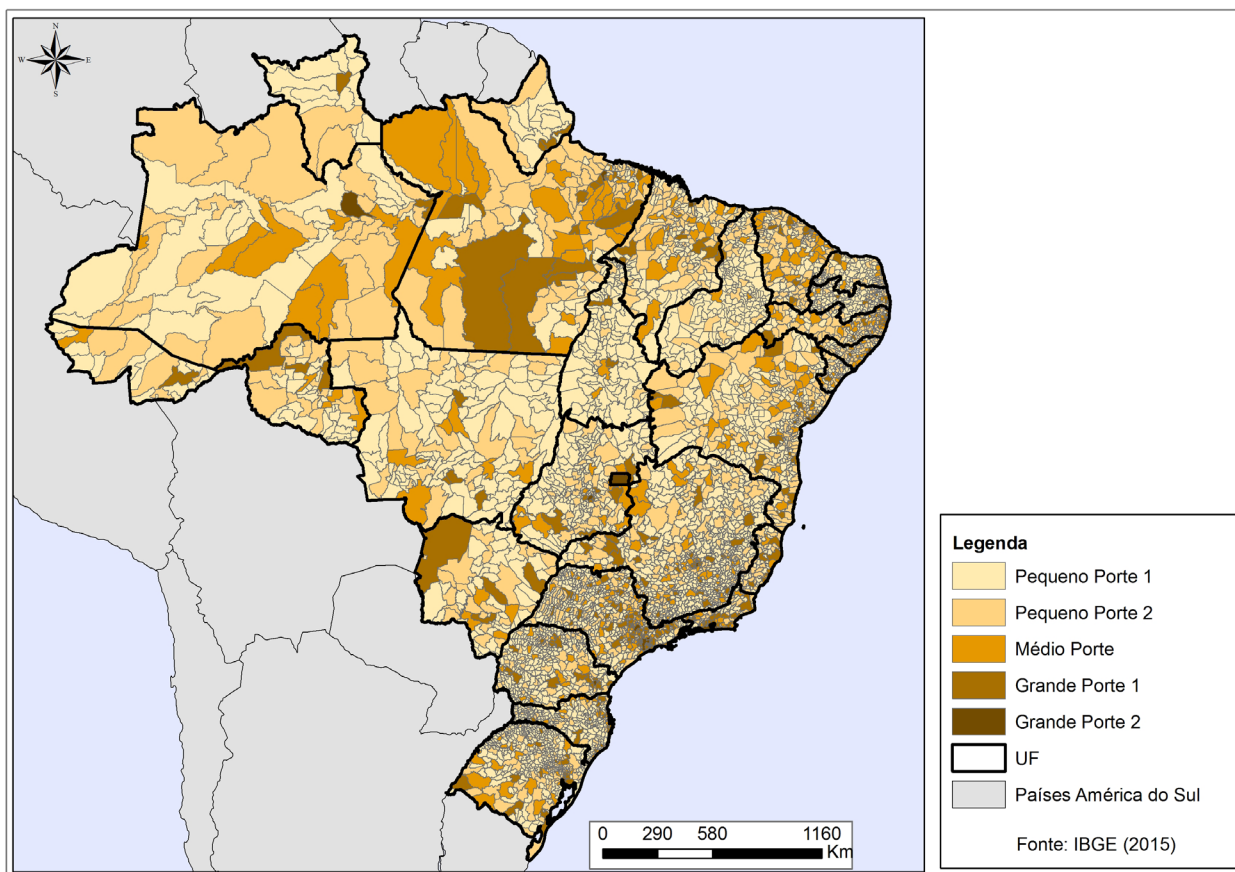 N
W E
S
Legenda
Pequeno Porte 1
Pequeno Porte 2
Médio Porte
Grande Porte 1
Grande Porte 2
UF
Países América do Sul
Fonte: IBGE (2015)
0 290 580 1160
Km